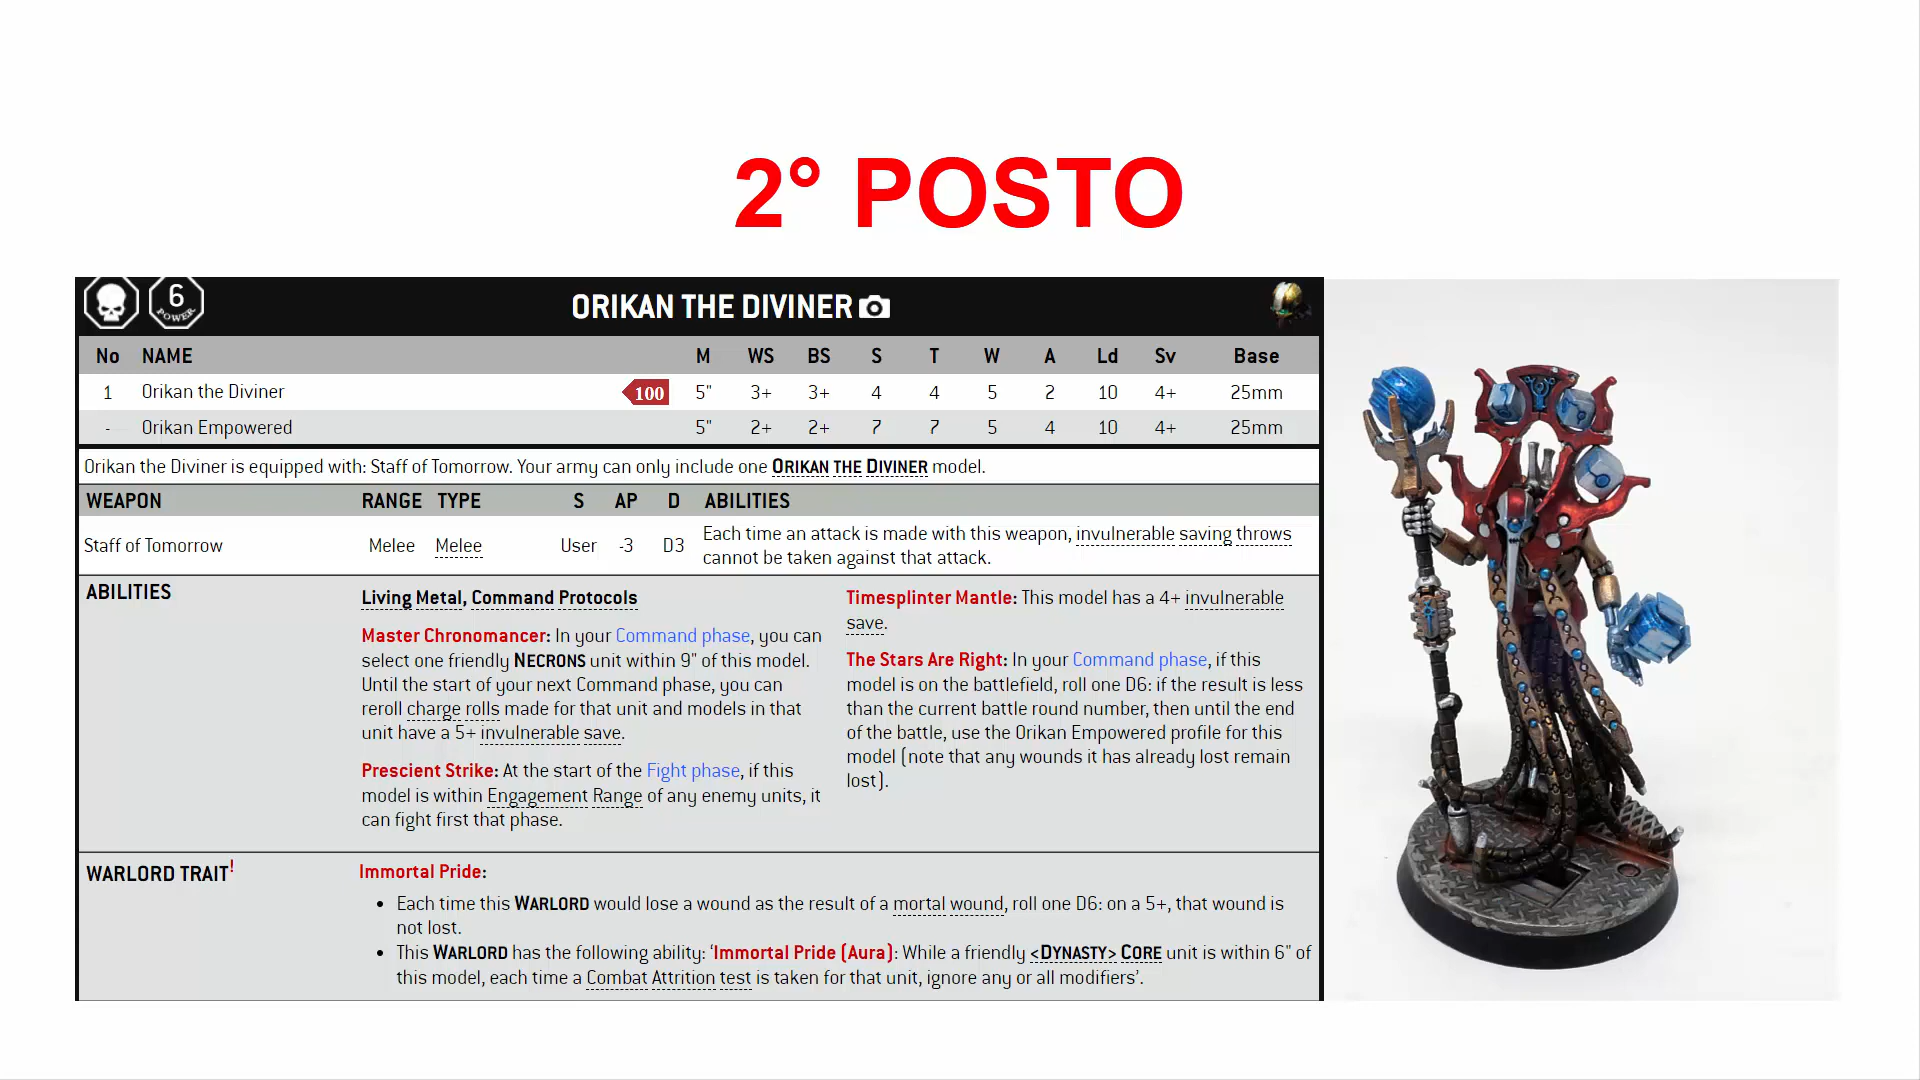 2° POSTO
6
POWER
ORIKAN THE DIVINER
No NAME M WS BS S T W A Ld Sv Base
1 Orikan the Diviner 100 5" 3+ 3+ 4 4 5 2 10 4+ 25mm
- Orikan Empowered 5" 2+ 2+ 7 7 5 4 10 4+ 25mm
Orikan the Diviner is equipped with: Staff of Tomorrow. Your army can only include one ORIKAN THE DIVINER model.
WEAPON RANGE TYPE S AP D ABILITIES
Staff of Tomorrow Melee Melee User -3 D3 Each time an attack is made with this weapon, invulnerable saving throws
cannot be taken against that attack.
ABILITIES
Living Metal, Command Protocols
Master Chronomancer: In your Command phase, you can
select one friendly NECRONS unit within 9" of this model.
Until the start of your next Command phase, you can
reroll charge rolls made for that unit and models in that
unit have a 5+ invulnerable save.
Prescient Strike: At the start of the Fight phase, if this
model is within Engagement Range of any enemy units, it
can fight first that phase.
Timesplinter Mantle: This model has a 4+ invulnerable
save.
The Stars Are Right: In your Command phase, if this
model is on the battlefield, roll one D6: if the result is less
than the current battle round number, then until the end
of the battle, use the Orikan Empowered profile for this
model (note that any wounds it has already lost remain
lost).
WARLORD TRAIT!
Immortal Pride:
• Each time this WARLORD would lose a wound as the result of a mortal wound, roll one D6: on a 5+, that wound is
not lost.
• This WARLORD has the following ability: ‘Immortal Pride (Aura): While a friendly <DYNASTY> CORE unit is within 6" of
this model, each time a Combat Attrition test is taken for that unit, ignore any or all modifiers’.